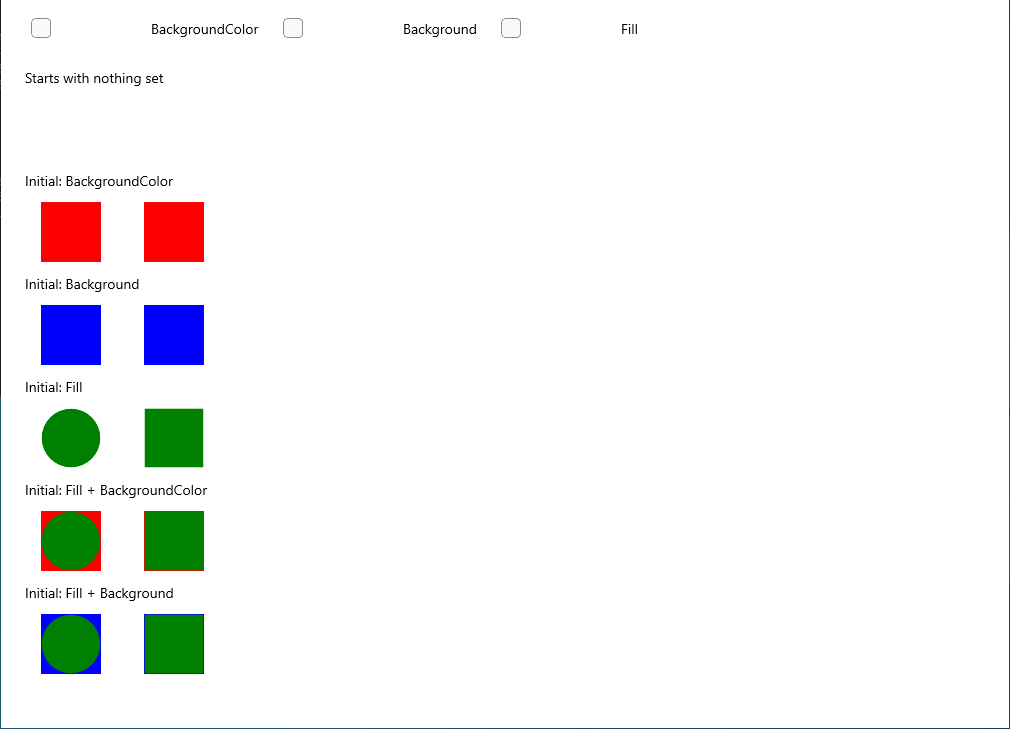 BackgroundColor Background Fill
Starts with nothing set
Initial: BackgroundColor
Initial: Background
Initial: Fill
Initial: Fill + BackgroundColor
Initial: Fill + Background